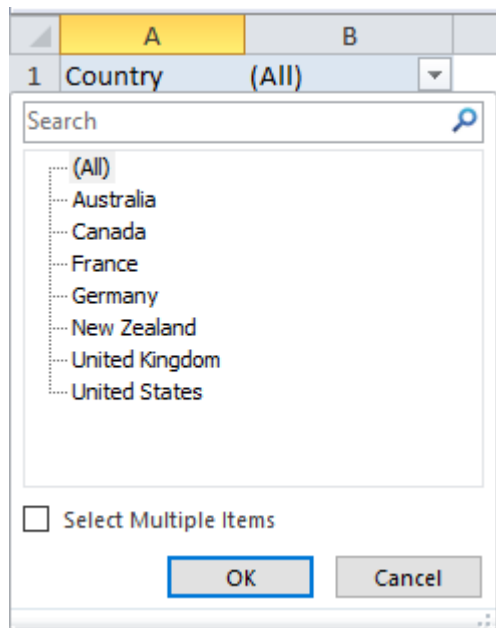 A B
1 Country (All)
Search
(All)
Australia
Canada
France
Germany
New Zealand
United Kingdom
United States
Select Multiple Items
OK Cancel